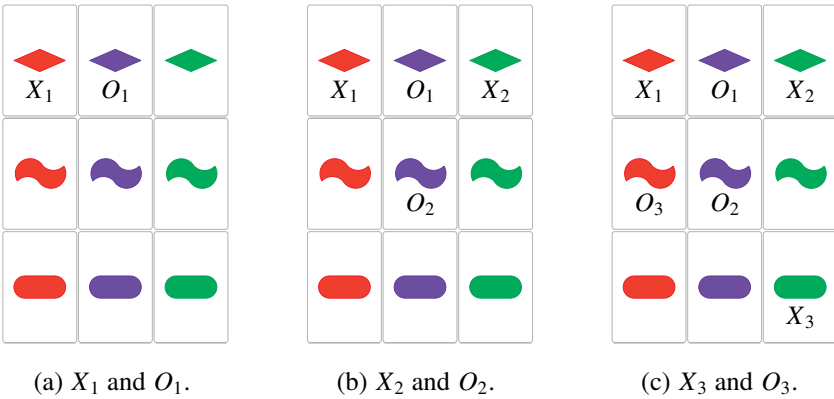 X₁ O₁
X₁ O₁ X₂
O₂
X₁ O₁ X₂
O₃ O₂
X₃
(a) X₁ and O₁.
(b) X₂ and O₂.
(c) X₃ and O₃.